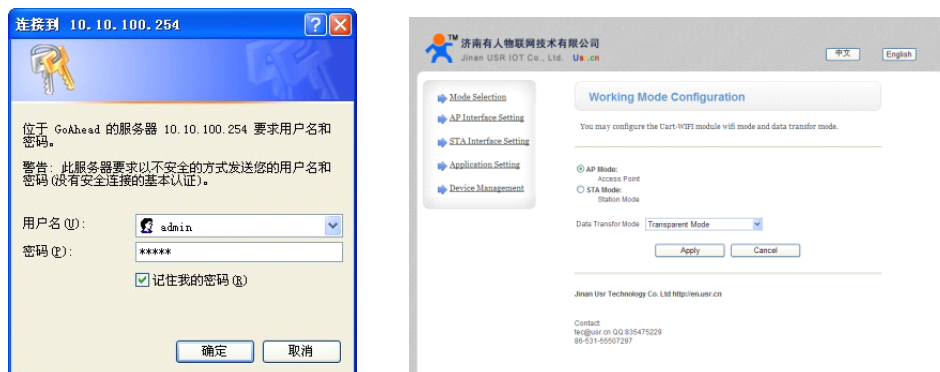 连接到 10.10.100.254
位于 GoAhead 的服务器 10.10.100.254 要求用户名和
密码。
警告: 此服务器要求以不安全的方式发送您的用户名和
密码(没有安全连接的基本认证)。
用户名(U):
admin
密码(P):
*****
记住我的密码(R)
确定
取消
TM
济南有人物联网技术有限公司
Jinan USR IOT Co., Ltd.
中文
English
Mode Selection
AP Interface Setting
STA Interface Setting
Application Setting
Device Management
Working Mode Configuration
You may configure the Uart-WIFI module wifi mode and data transfor mode.
AP Mode:
Access Point
STA Mode:
Station Mode
Data Transfor Mode
Transparent Mode
Apply
Cancel
Jinan Usr Technology Co. Ltd http://en.usr.cn
Contact
tec@usr.cn QQ:835475229
86-531-55507297